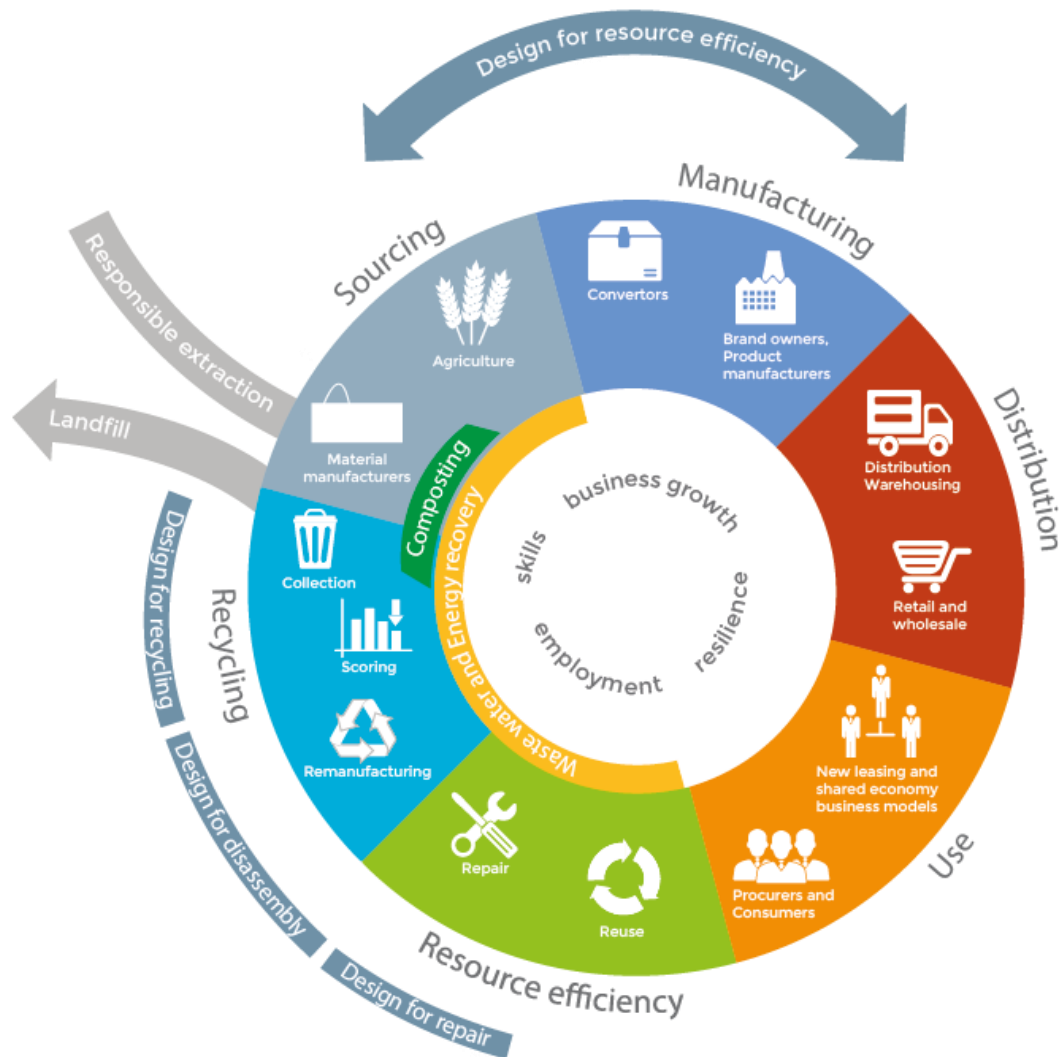 Design for resource efficiency
Manufacturing
Sourcing
Convertors
Brand owners,
Product
manufacturers
Responsible extraction
Agriculture
Landfill
Material
manufacturers
Distribution
Distribution
Warehousing
Composting
Waste water and Energy recovery
business growth
skills
resilience
employment
Collection
Scoring
Remanufacturing
Recycling
Design for recycling
Retail and
wholesale
New leasing and
shared economy
business models
Use
Procurers and
Consumers
Repair
Reuse
Resource efficiency
Design for disassembly
Design for repair